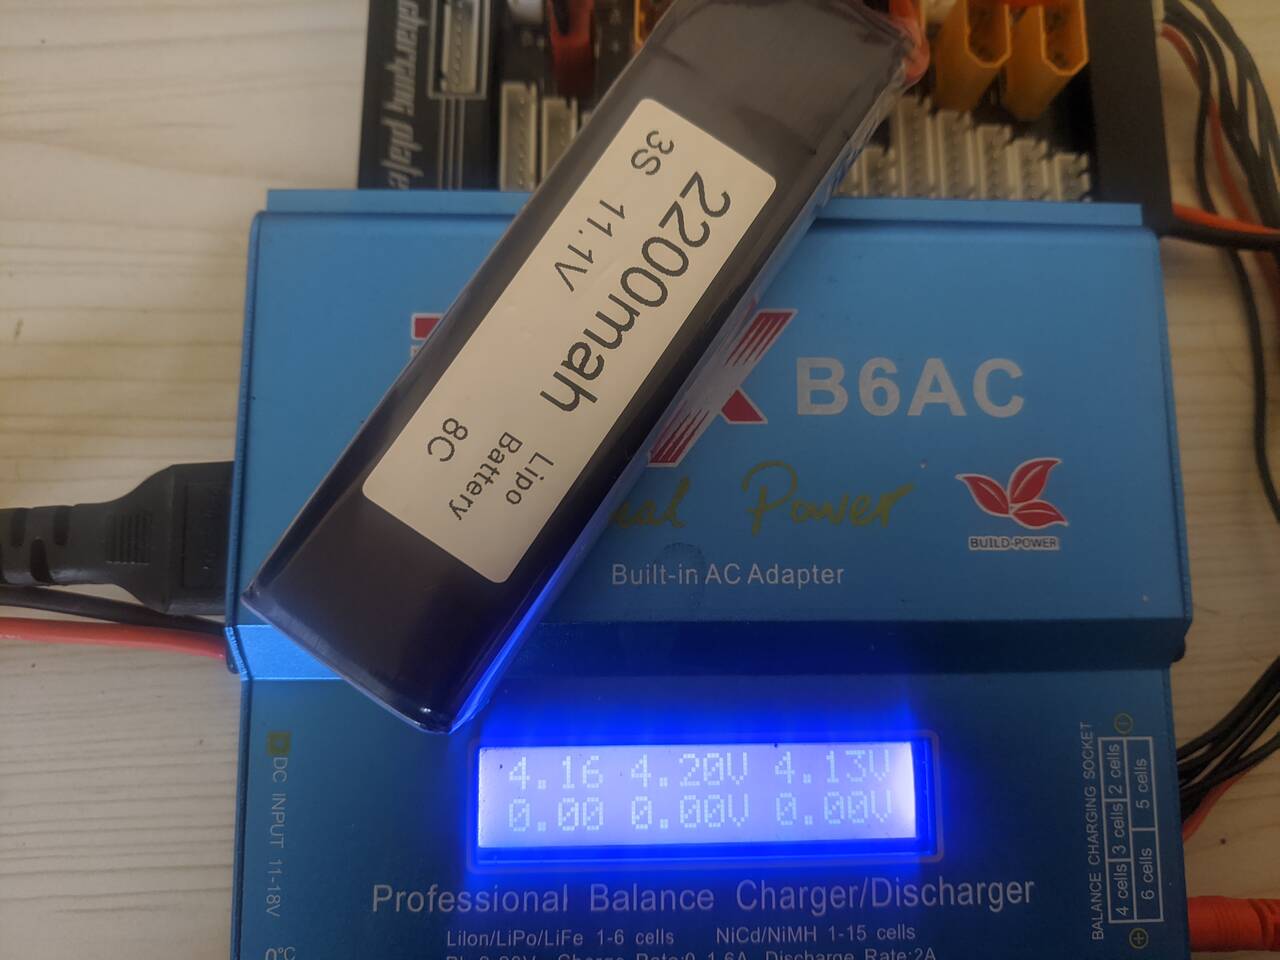 charging plate
3S 11.1V
2200mah
Lipo
Battery
8C
B6AC
Power
BUILD-POWER
Built-in AC Adapter
4.16 4.20V 4.13V
0.00 0.00V 0.00V
DC INPUT 11-18V
BALANCE CHARGING SOCKET
2 cells
3 cells
4 cells
5 cells
6 cells
Professional Balance Charger/Discharger
LiIon/LiPo/LiFe 1-6 cells NiCd/NiMH 1-15 cells